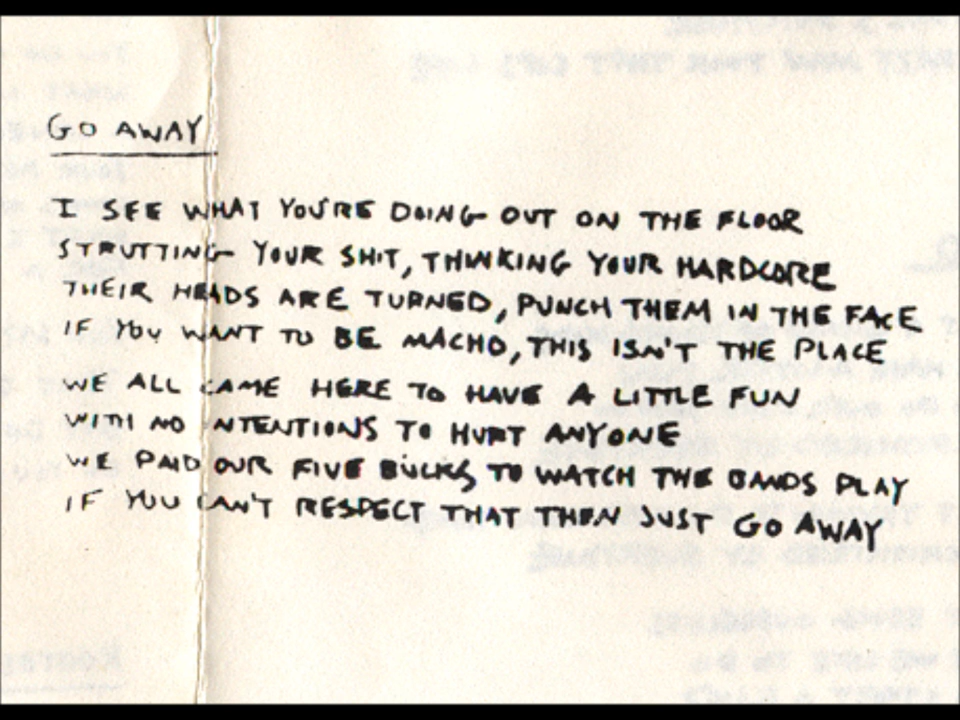 GO AWAY
I SEE WHAT YOU'RE DOING OUT ON THE FLOOR
STRUTTING YOUR SHIT, THINKING YOUR HARDCORE
THEIR HEADS ARE TURNED, PUNCH THEM IN THE FACE
IF YOU WANT TO BE MACHO, THIS ISN'T THE PLACE
WE ALL CAME HERE TO HAVE A LITTLE FUN
WITH NO INTENTIONS TO HURT ANYONE
WE PAID OUR FIVE BUCKS TO WATCH THE BANDS PLAY
IF YOU CAN'T RESPECT THAT THEN JUST GO AWAY